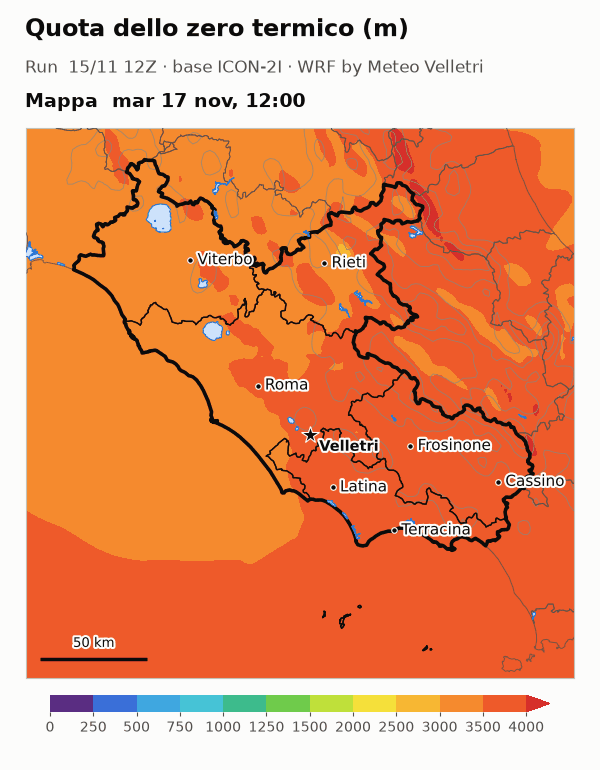 Quota dello zero termico (m)
Run  15/11 12Z · base ICON-2I · WRF by Meteo Velletri
Mappa  mar 17 nov, 12:00
Viterbo
Rieti
Roma
Velletri
Frosinone
Cassino
Latina
Terracina
50 km
0 250 500 750 1000 1250 1500 2000 2500 3000 3500 4000